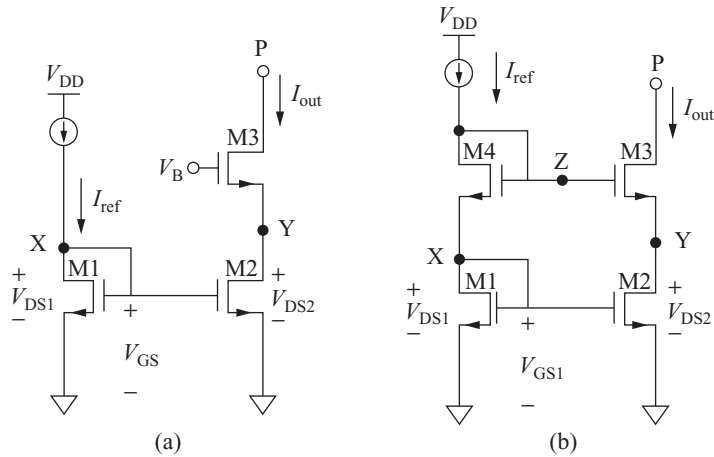 V_DD
P
I_out
M3
V_B
I_ref
X
Y
M1
M2
+
V_DS1
−
+
V_DS2
−
+
V_GS
−
(a)
V_DD
I_ref
P
I_out
M4
Z
M3
X
Y
M1
M2
+
V_DS1
−
+
V_DS2
−
+
V_GS1
−
(b)